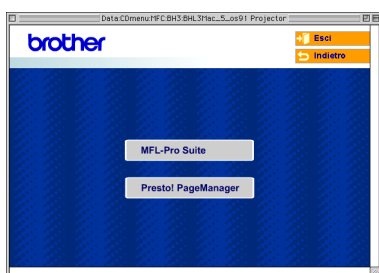 Data:CDmenu:MFC:BH3:BHL3Mac_5_os91 Projector
brother
Esci
Indietro
MFL-Pro Suite
Presto! PageManager